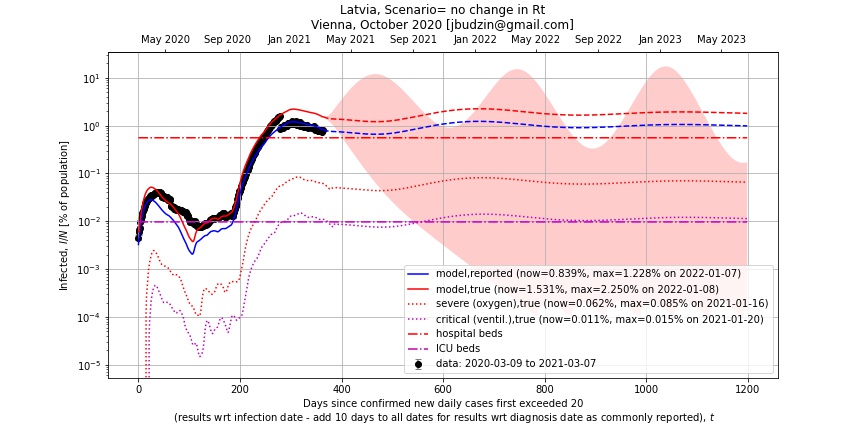 Latvia, Scenario= no change in Rt
Vienna, October 2020 [jbudzin@gmail.com]
May 2020 Sep 2020 Jan 2021 May 2021 Sep 2021 Jan 2022 May 2022 Sep 2022 Jan 2023 May 2023
Infected, I/N [% of population]
10¹
10⁰
10⁻¹
10⁻²
10⁻³
10⁻⁴
10⁻⁵
model,reported (now=0.839%, max=1.228% on 2022-01-07)
model,true (now=1.531%, max=2.250% on 2022-01-08)
severe (oxygen),true (now=0.062%, max=0.085% on 2021-01-16)
critical (ventil.),true (now=0.011%, max=0.015% on 2021-01-20)
hospital beds
ICU beds
data: 2020-03-09 to 2021-03-07
0 200 400 600 800 1000 1200
Days since confirmed new daily cases first exceeded 20
(results wrt infection date - add 10 days to all dates for results wrt diagnosis date as commonly reported), t